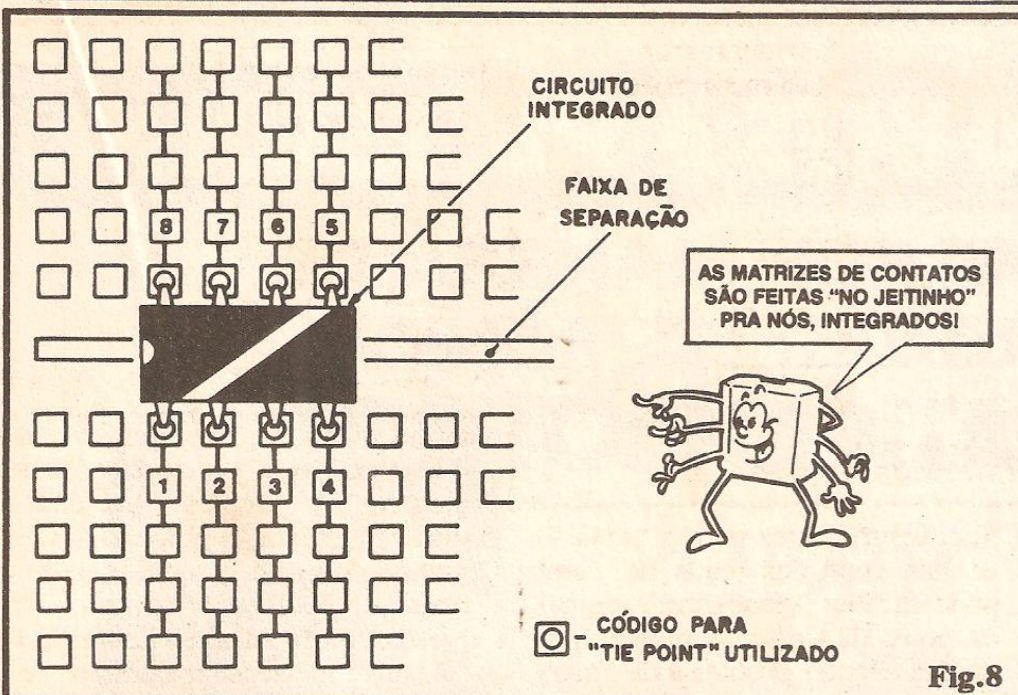 CIRCUITO
INTEGRADO
FAIXA DE
SEPARAÇÃO
8 7 6 5
AS MATRIZES DE CONTATOS
SÃO FEITAS “NO JEITINHO”
PRA NÓS, INTEGRADOS!
1 2 3 4
- CÓDIGO PARA
"TIE POINT" UTILIZADO
Fig.8